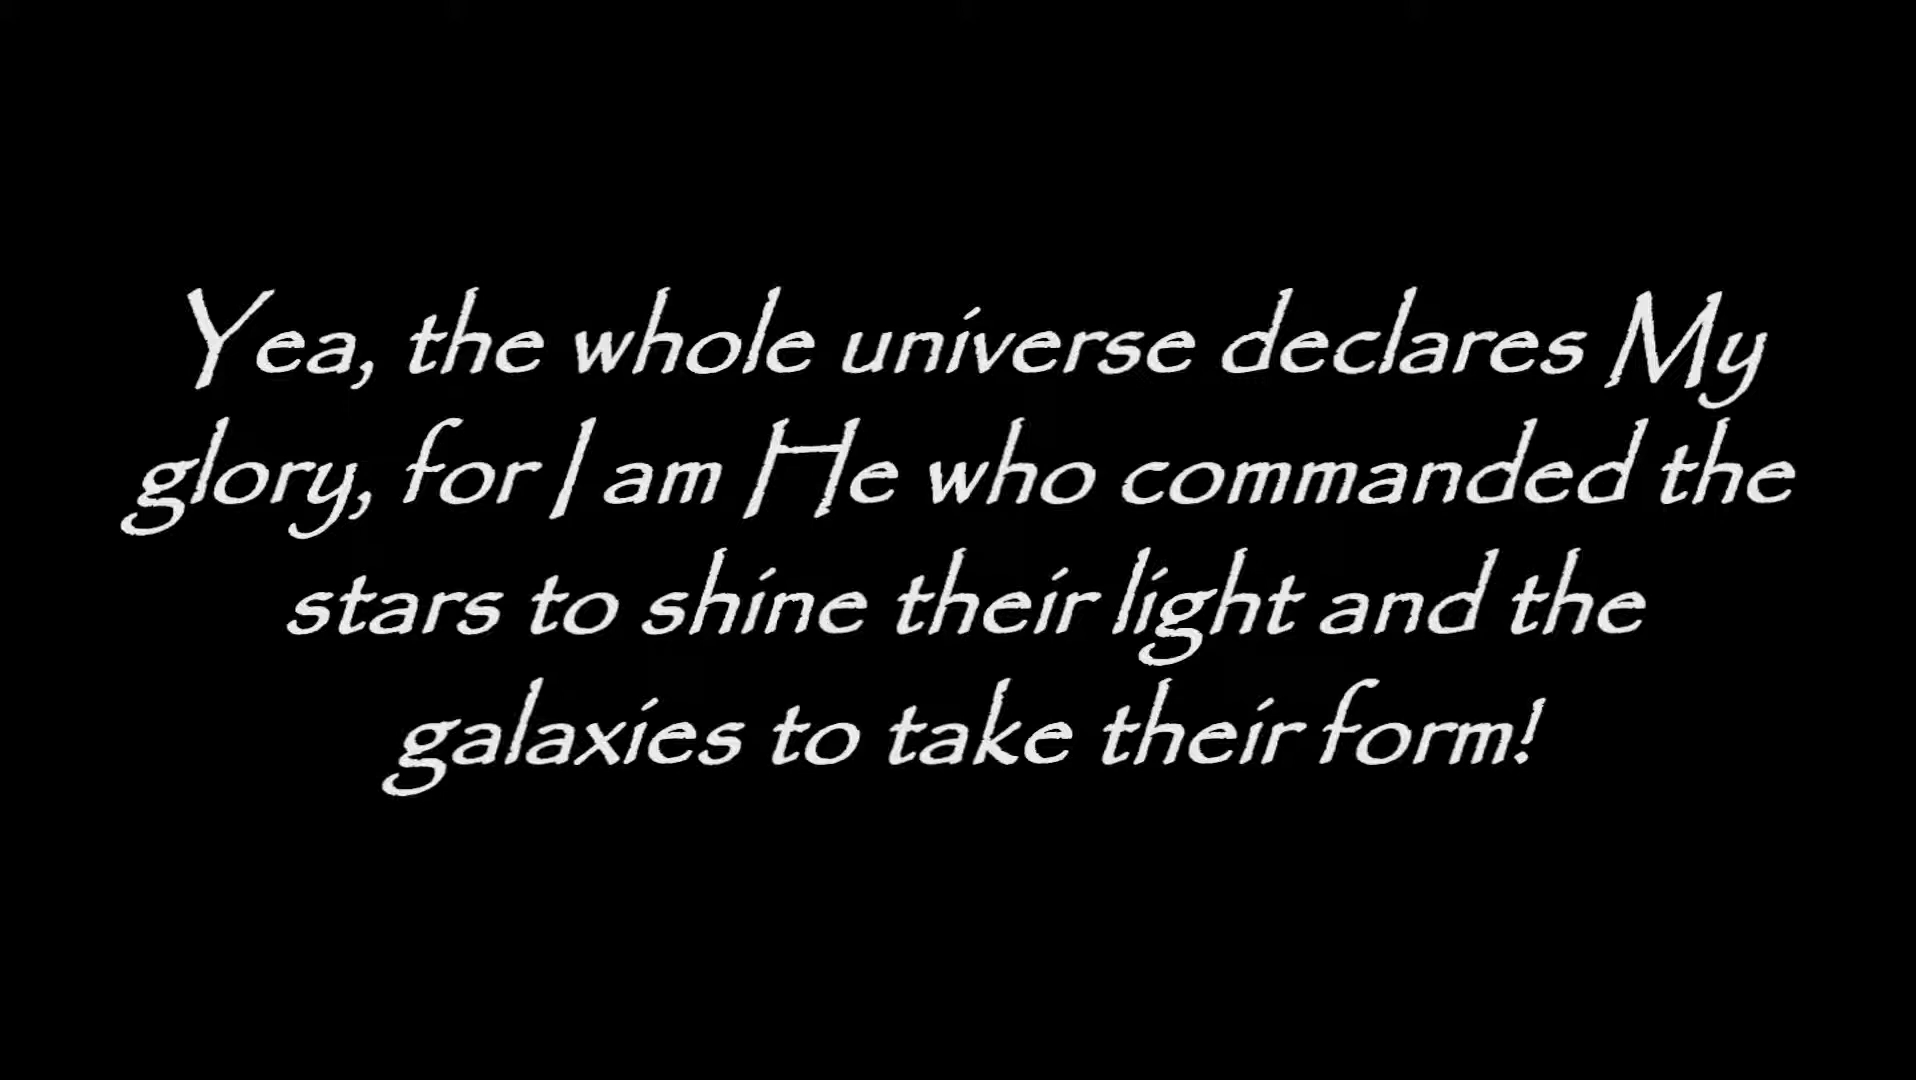 Yea, the whole universe declares My
glory, for I am He who commanded the
stars to shine their light and the
galaxies to take their form!